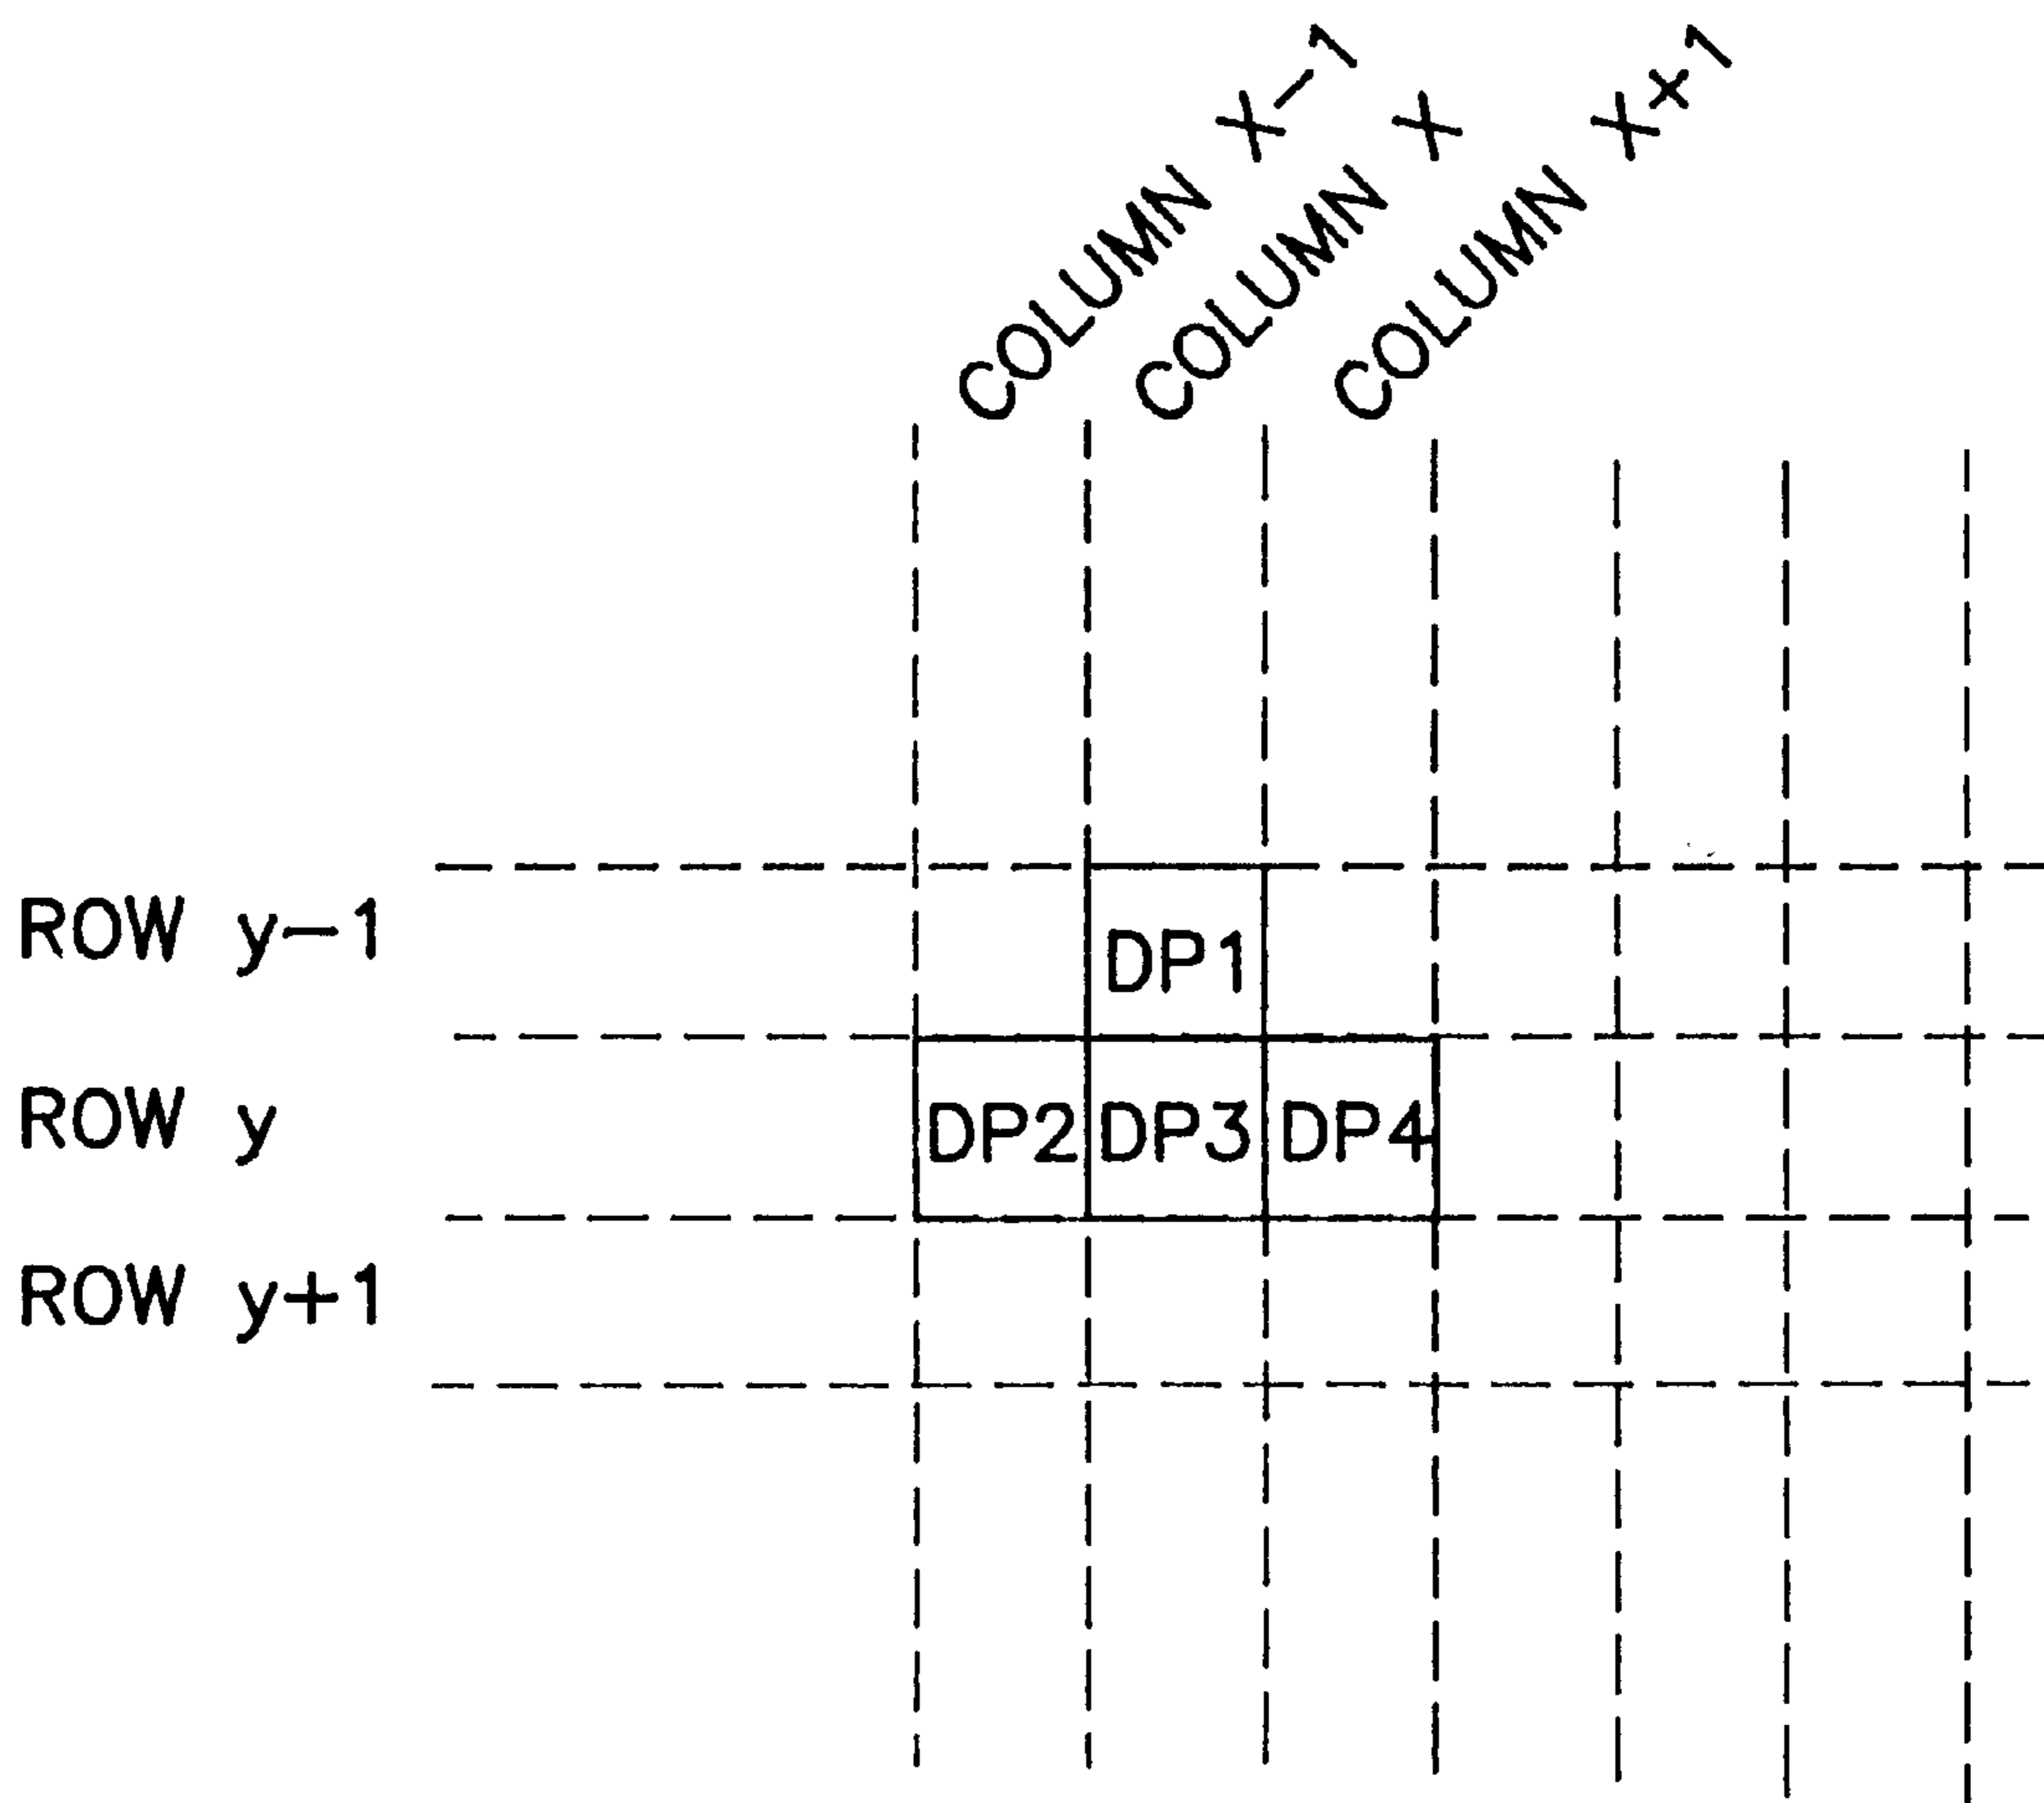 COLUMN X-1
COLUMN X
COLUMN X+1
ROW y-1
DP1
ROW y
DP2 DP3 DP4
ROW y+1